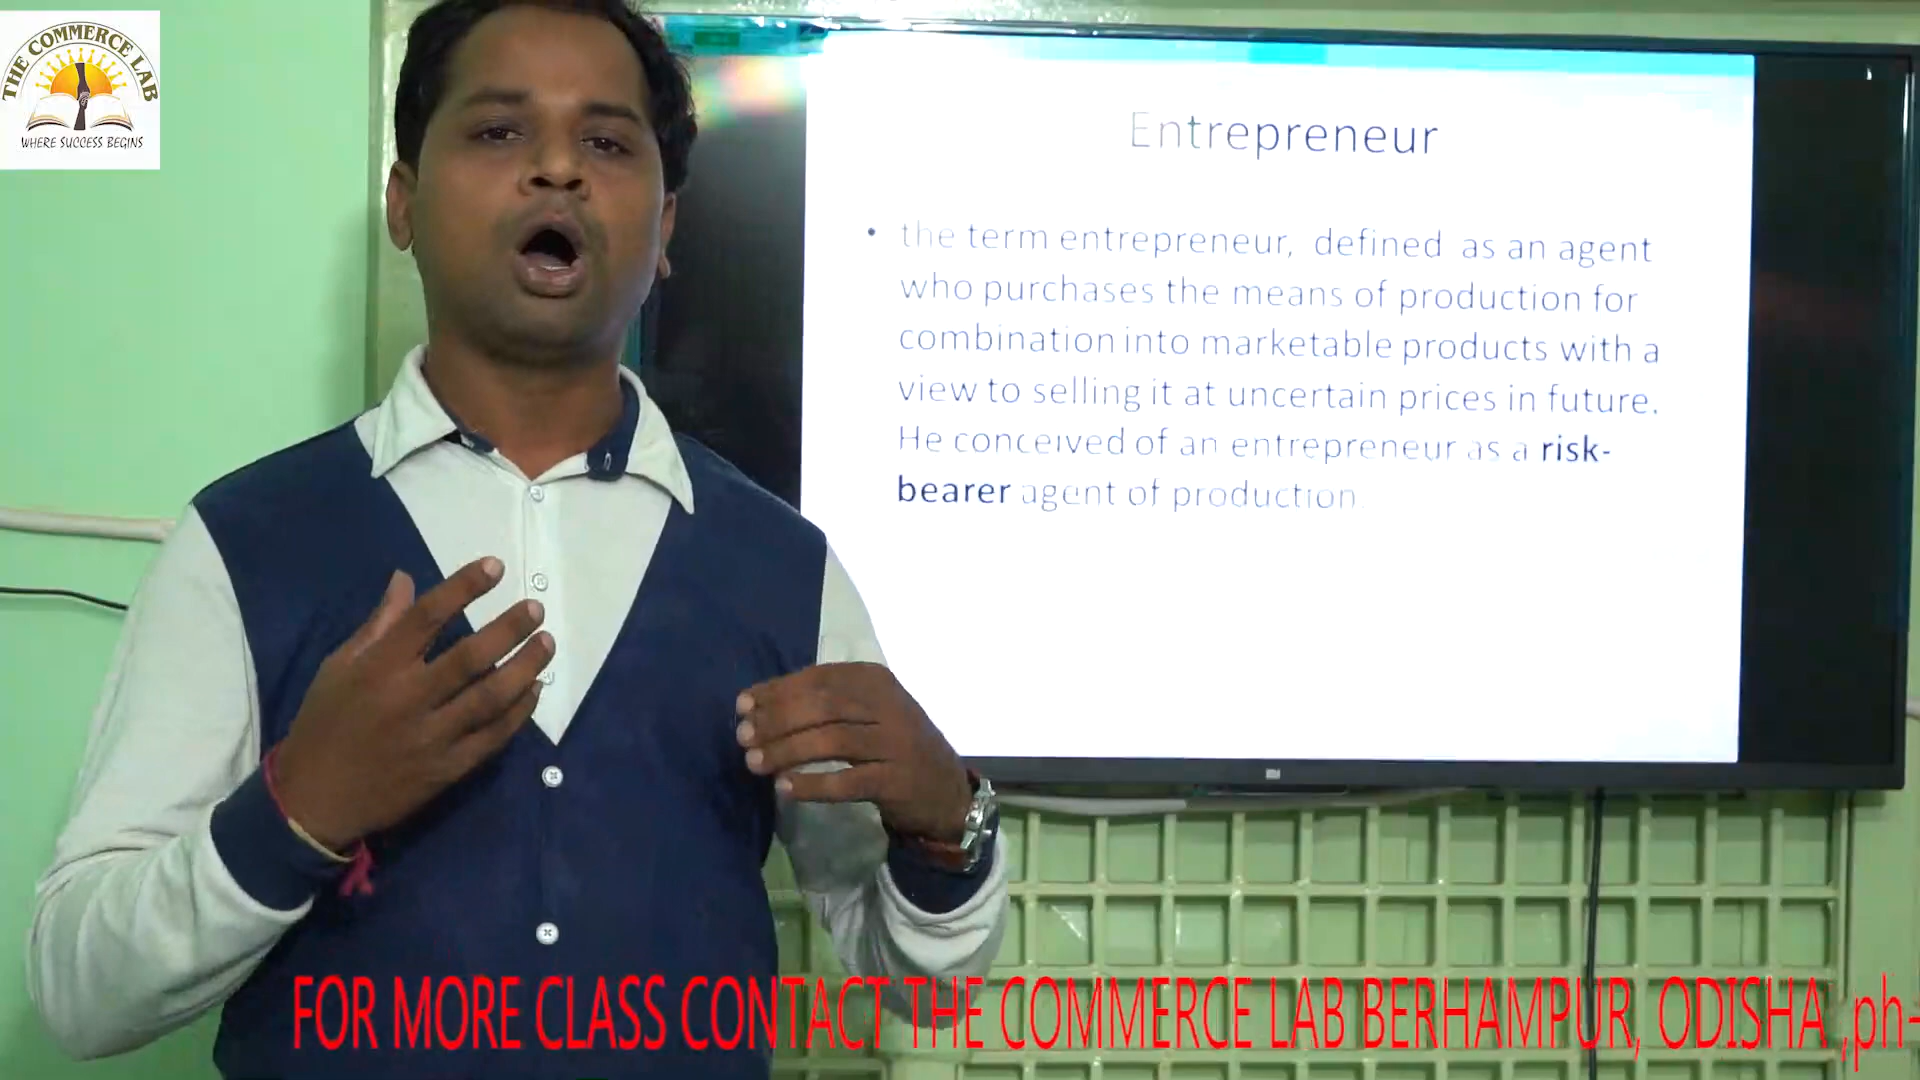 THE COMMERCE LAB
WHERE SUCCESS BEGINS
Entrepreneur
• the term entrepreneur, defined as an agent
who purchases the means of production for
combination into marketable products with a
view to selling it at uncertain prices in future.
He conceived of an entrepreneur as a risk-
bearer agent of production.
mi
FOR MORE CLASS CONTACT THE COMMERCE LAB BERHAMPUR, ODISHA ,ph-